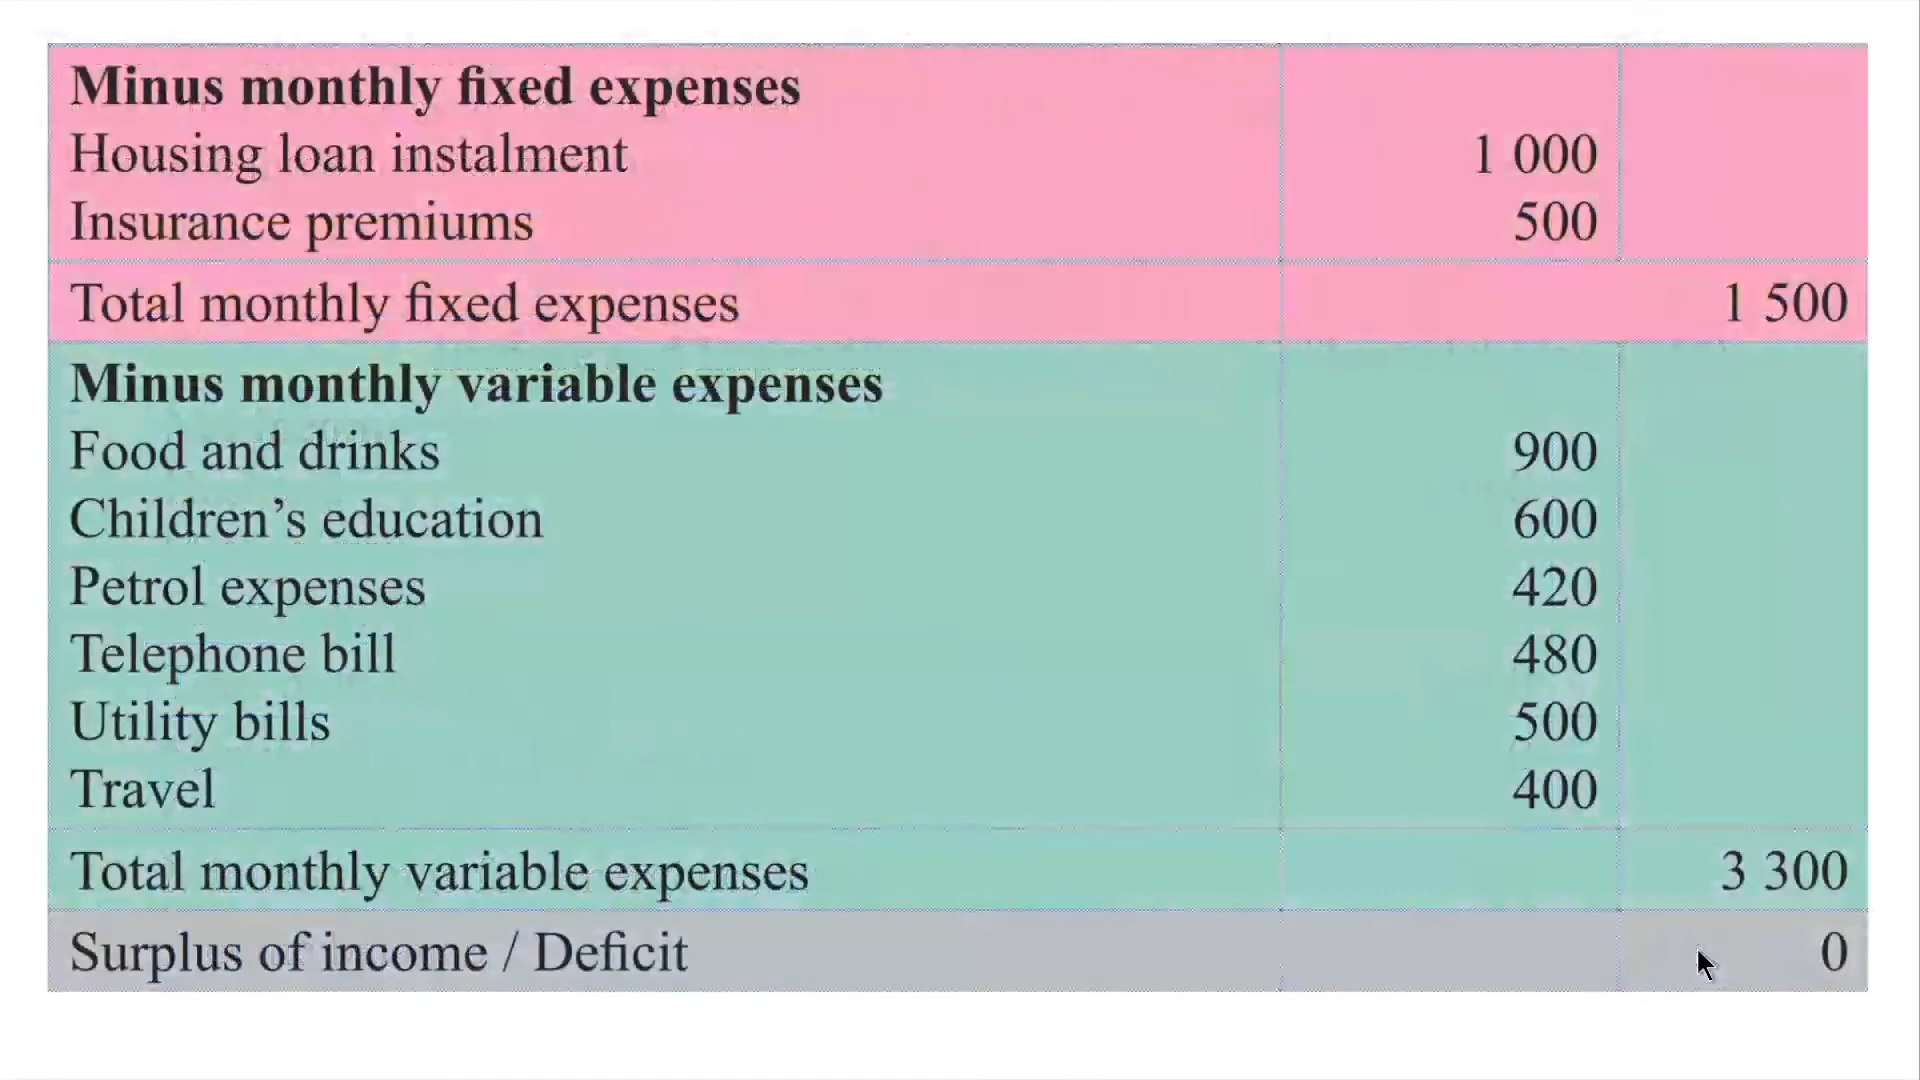 Minus monthly fixed expenses
Housing loan instalment 1 000
Insurance premiums 500
Total monthly fixed expenses 1 500
Minus monthly variable expenses
Food and drinks 900
Children’s education 600
Petrol expenses 420
Telephone bill 480
Utility bills 500
Travel 400
Total monthly variable expenses 3 300
Surplus of income / Deficit 0